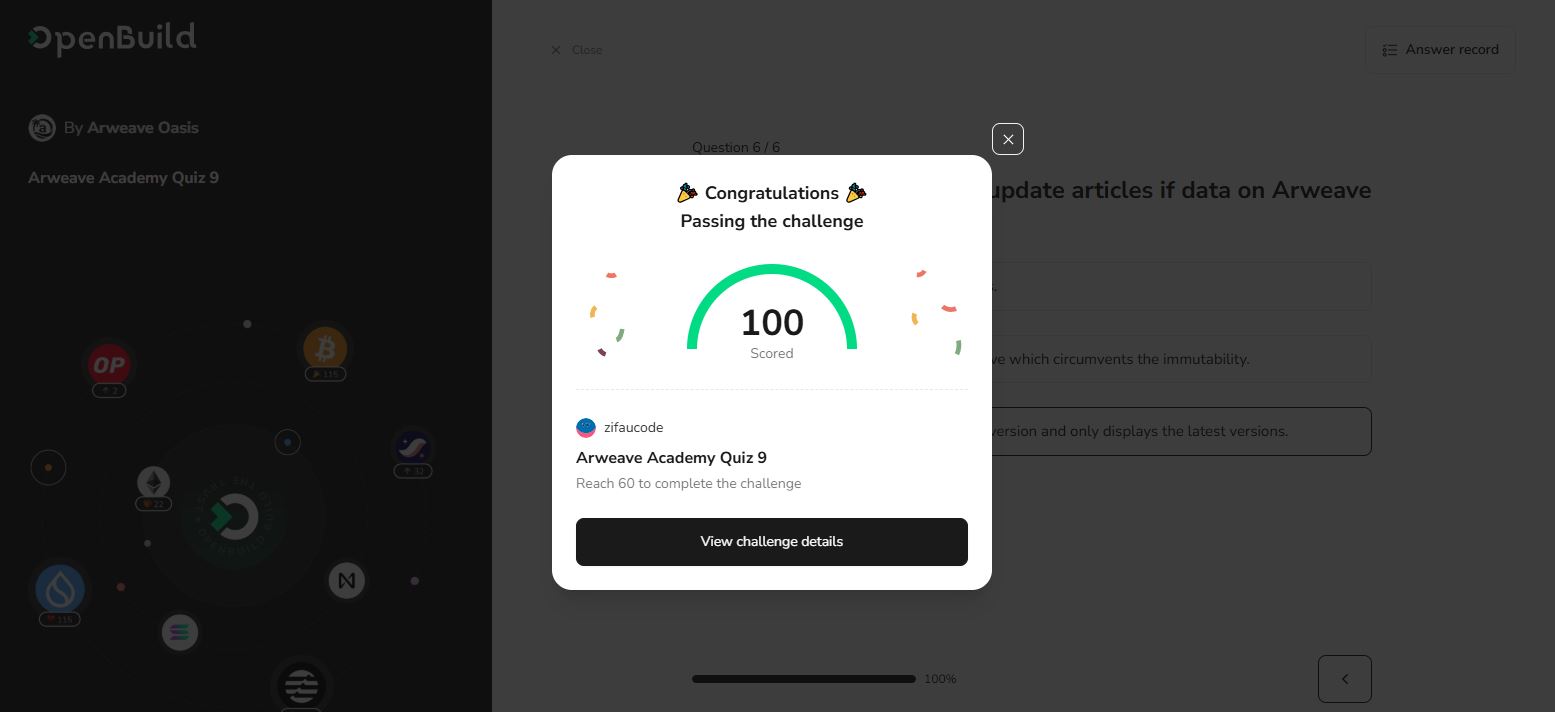 OpenBuild
By Arweave Oasis
Arweave Academy Quiz 9
OP
↑ 2
115
↑ 32
22
OPENBUILD
115
× Close
Answer record
Question 6 / 6
update articles if data on Arweave
ve which circumvents the immutability.
version and only displays the latest versions.
🎉 Congratulations 🎉
Passing the challenge
100
Scored
zifaucode
Arweave Academy Quiz 9
Reach 60 to complete the challenge
View challenge details
100%